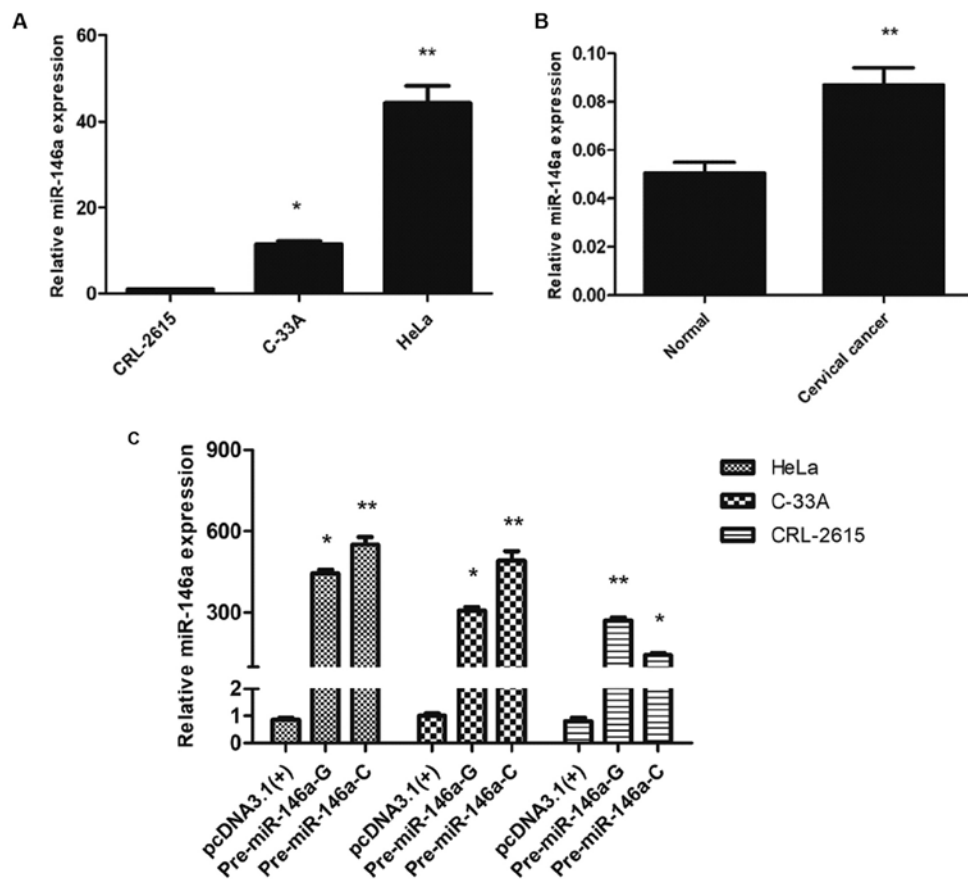 A
Relative miR-146a expression
60
40
20
0
*
**
CRL-2615
C-33A
HeLa
B
Relative miR-146a expression
0.10
0.08
0.06
0.04
0.02
0.00
**
Normal
Cervical cancer
C
Relative miR-146a expression
900
600
300
2
1
0
*
**
*
**
**
*
pcDNA3.1(+)
Pre-miR-146a-G
Pre-miR-146a-C
pcDNA3.1(+)
Pre-miR-146a-G
Pre-miR-146a-C
pcDNA3.1(+)
Pre-miR-146a-G
Pre-miR-146a-C
HeLa
C-33A
CRL-2615